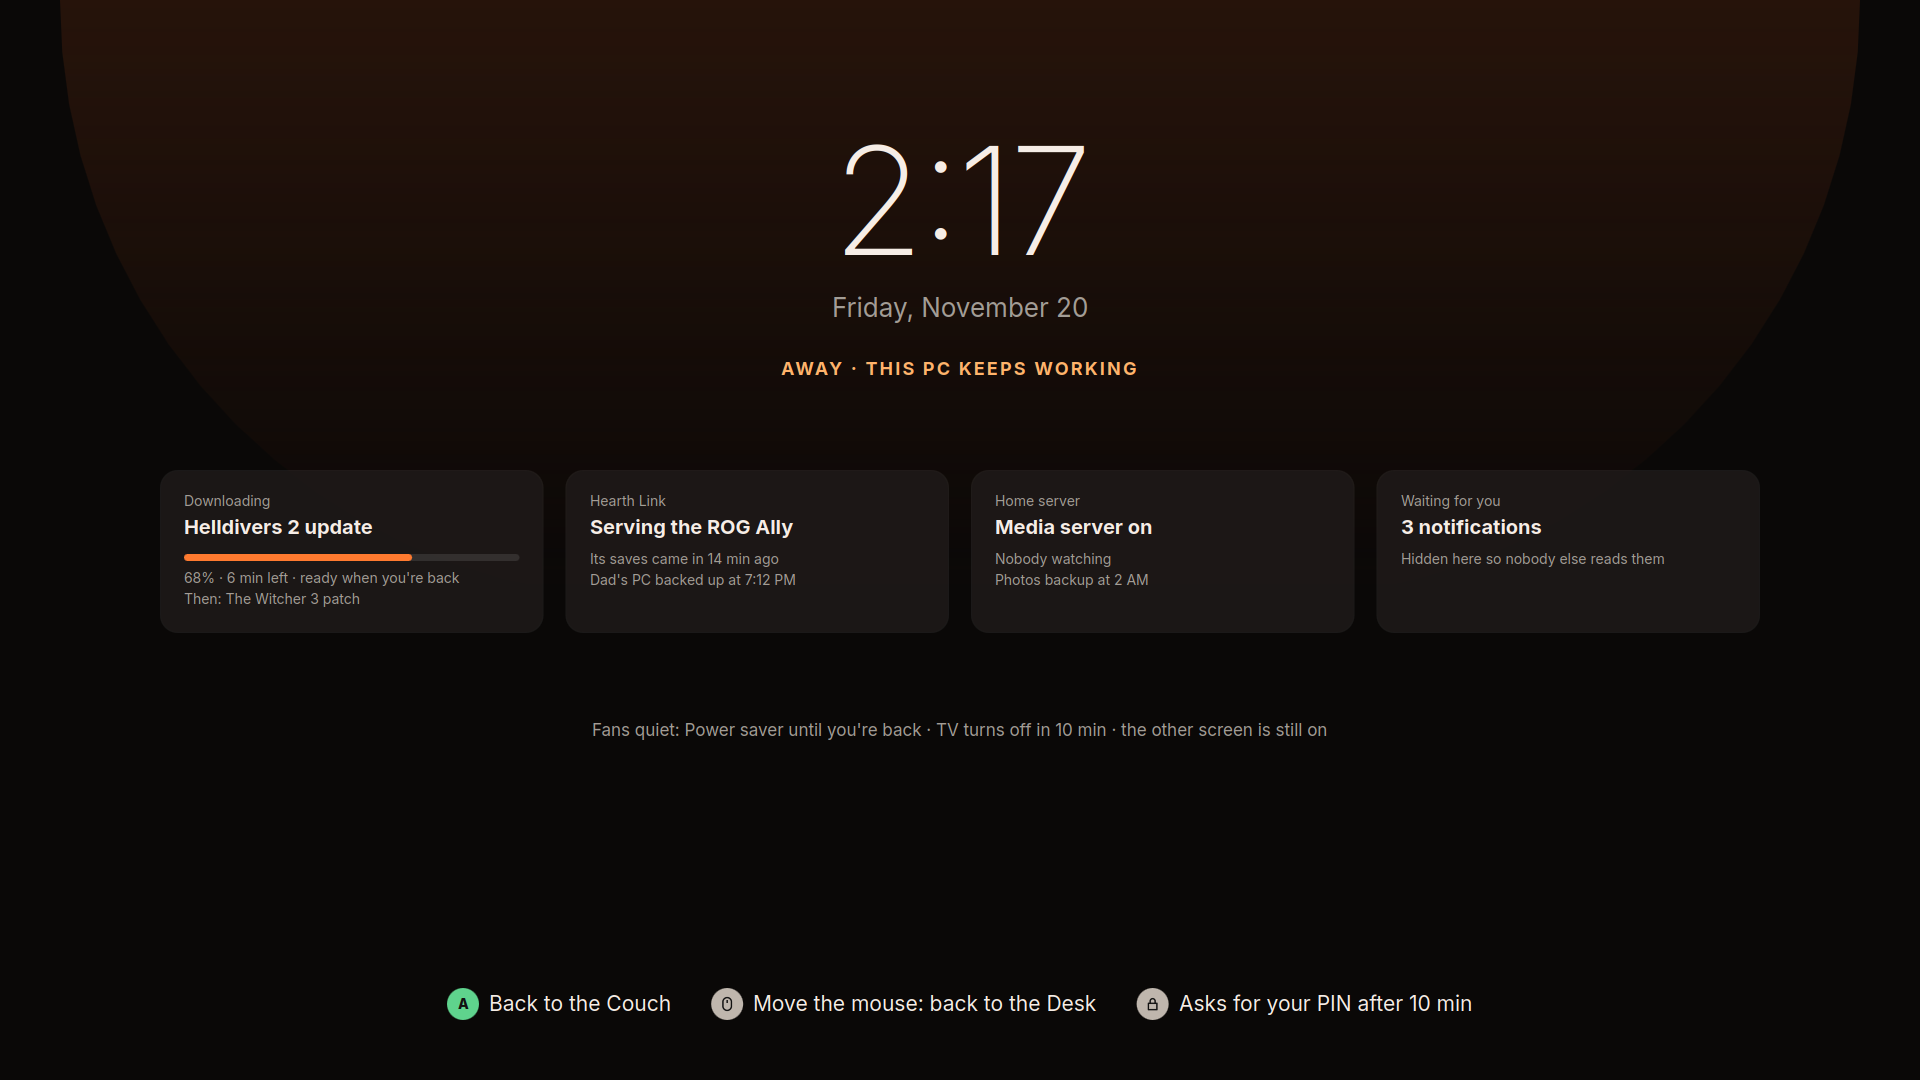 2:17
Friday, November 20
AWAY · THIS PC KEEPS WORKING
Downloading
Helldivers 2 update
68% · 6 min left · ready when you're back
Then: The Witcher 3 patch
Hearth Link
Serving the ROG Ally
Its saves came in 14 min ago
Dad's PC backed up at 7:12 PM
Home server
Media server on
Nobody watching
Photos backup at 2 AM
Waiting for you
3 notifications
Hidden here so nobody else reads them
Fans quiet: Power saver until you're back · TV turns off in 10 min · the other screen is still on
A Back to the Couch
Move the mouse: back to the Desk
Asks for your PIN after 10 min